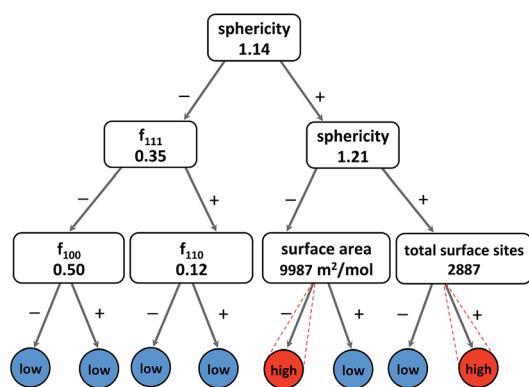 sphericity
1.14
− +
f₁₁₁
0.35
sphericity
1.21
− + − +
f₁₀₀
0.50
f₁₁₀
0.12
surface area
9987 m²/mol
total surface sites
2887
− + − + − + − +
low low low low high low low high